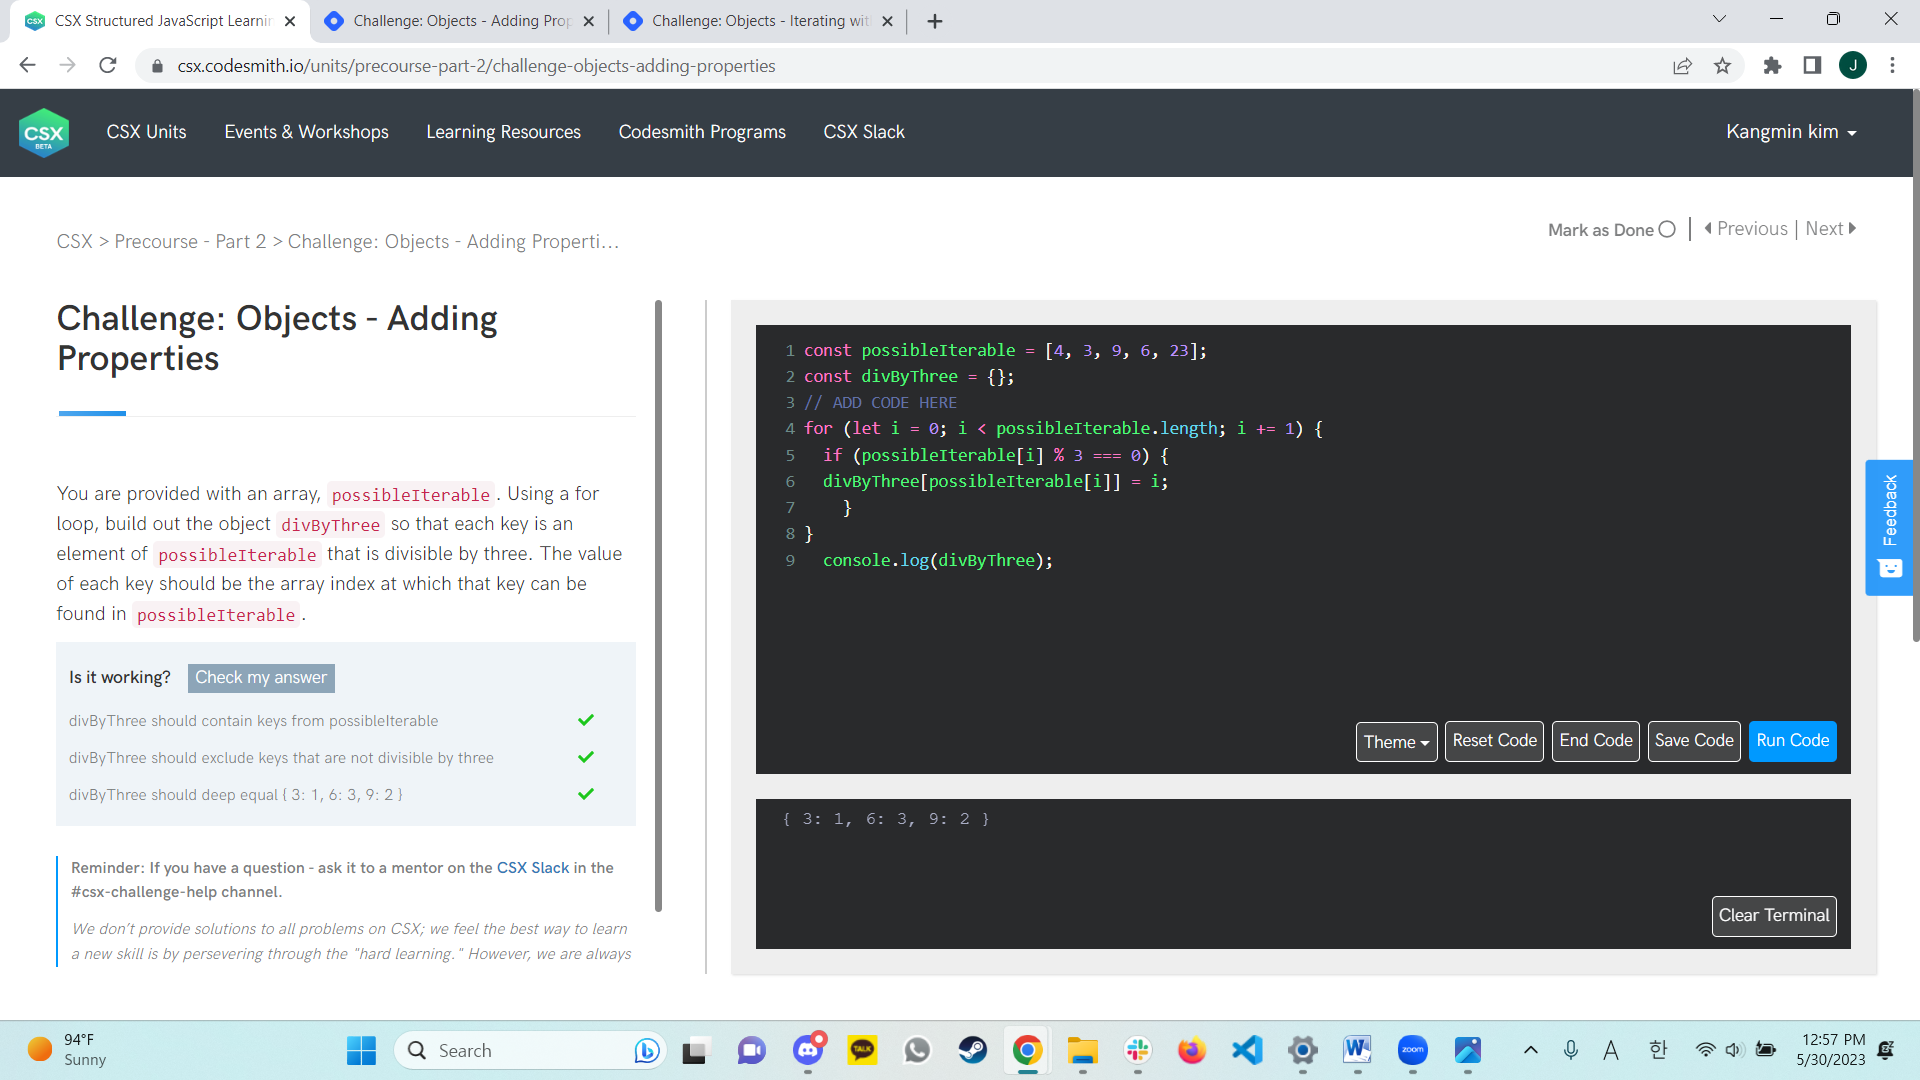 CSX Structured JavaScript Learnin
Challenge: Objects - Adding Prop
Challenge: Objects - Iterating wit
csx.codesmith.io/units/precourse-part-2/challenge-objects-adding-properties
J
CSX
BETA
CSX Units
Events & Workshops
Learning Resources
Codesmith Programs
CSX Slack
Kangmin kim
CSX > Precourse - Part 2 > Challenge: Objects - Adding Properti...
Mark as Done
Previous | Next
Challenge: Objects - Adding
Properties
You are provided with an array, possibleIterable. Using a for
loop, build out the object divByThree so that each key is an
element of possibleIterable that is divisible by three. The value
of each key should be the array index at which that key can be
found in possibleIterable.
Is it working? Check my answer
divByThree should contain keys from possibleIterable
divByThree should exclude keys that are not divisible by three
divByThree should deep equal { 3: 1, 6: 3, 9: 2 }
Reminder: If you have a question - ask it to a mentor on the CSX Slack in the
#csx-challenge-help channel.
We don't provide solutions to all problems on CSX; we feel the best way to learn
a new skill is by persevering through the "hard learning." However, we are always
1 const possibleIterable = [4, 3, 9, 6, 23];
2 const divByThree = {};
3 // ADD CODE HERE
4 for (let i = 0; i < possibleIterable.length; i += 1) {
5 if (possibleIterable[i] % 3 === 0) {
6 divByThree[possibleIterable[i]] = i;
7 }
8 }
9 console.log(divByThree);
Theme
Reset Code
End Code
Save Code
Run Code
{ 3: 1, 6: 3, 9: 2 }
Clear Terminal
Feedback
94°F
Sunny
Search
TALK
W
zoom
A
한
12:57 PM
5/30/2023